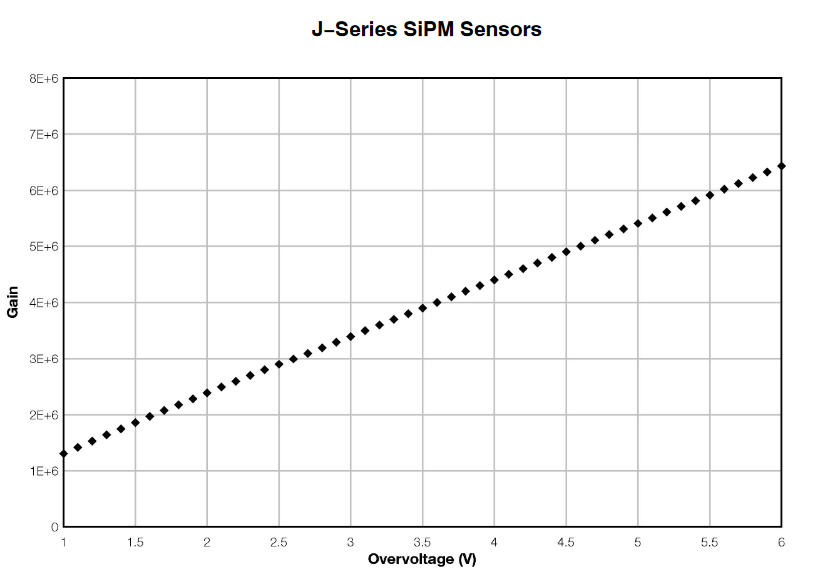 J–Series SiPM Sensors
8E+6
7E+6
6E+6
5E+6
4E+6
3E+6
2E+6
1E+6
0
Gain
1 1.5 2 2.5 3 3.5 4 4.5 5 5.5 6
Overvoltage (V)